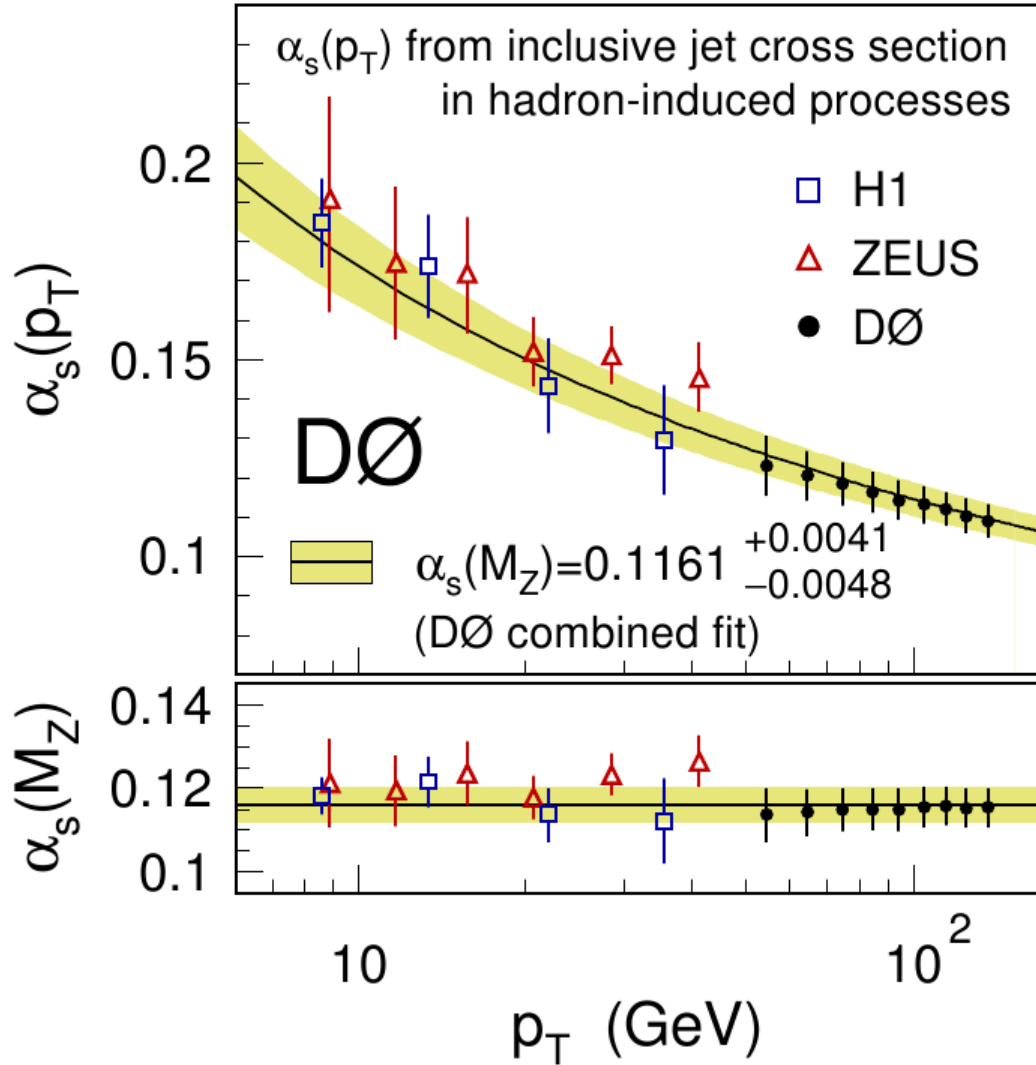 αs(pT) from inclusive jet cross section
in hadron-induced processes
H1
ZEUS
DØ
αs(pT)
0.2
0.15
0.1
DØ
αs(MZ)=0.1161 +0.0041 −0.0048
(DØ combined fit)
αs(MZ)
0.14
0.12
0.1
10
10²
pT (GeV)